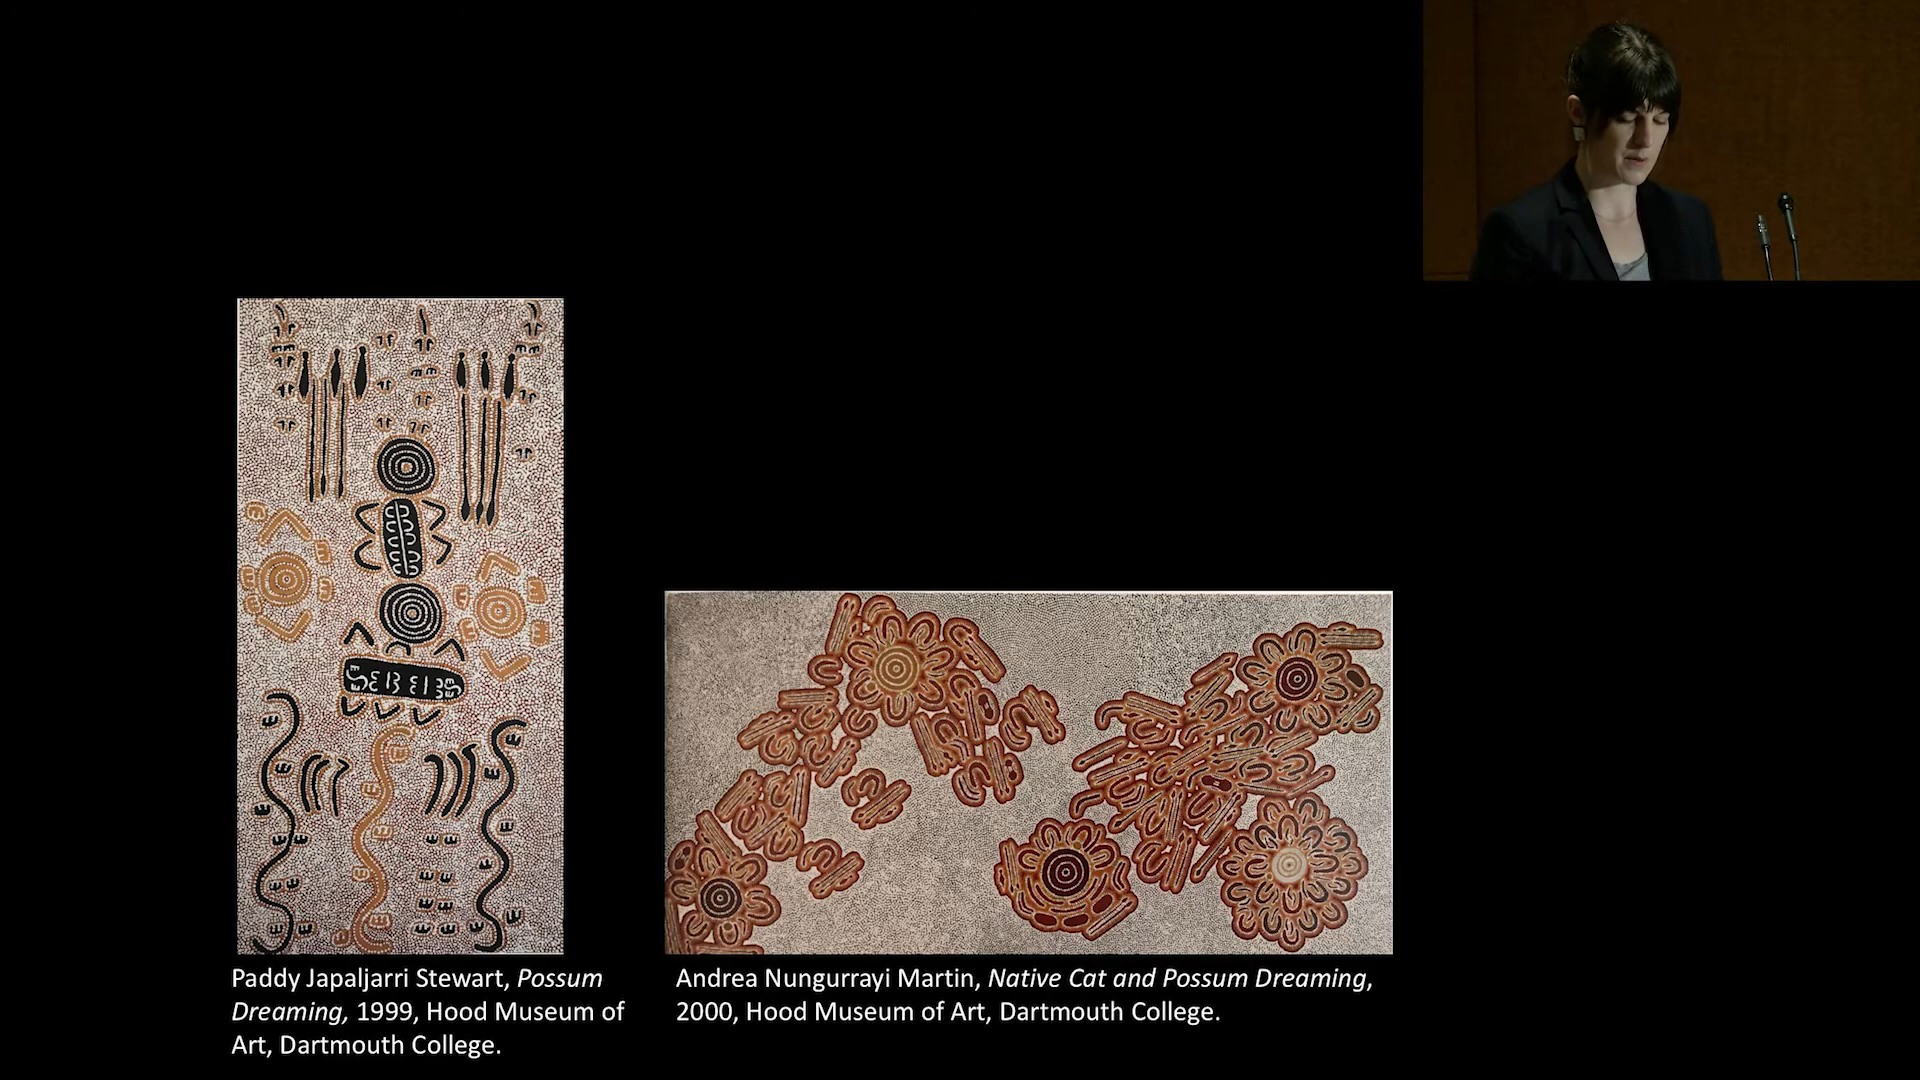 Paddy Japaljarri Stewart, Possum
Dreaming, 1999, Hood Museum of
Art, Dartmouth College.
Andrea Nungurrayi Martin, Native Cat and Possum Dreaming,
2000, Hood Museum of Art, Dartmouth College.